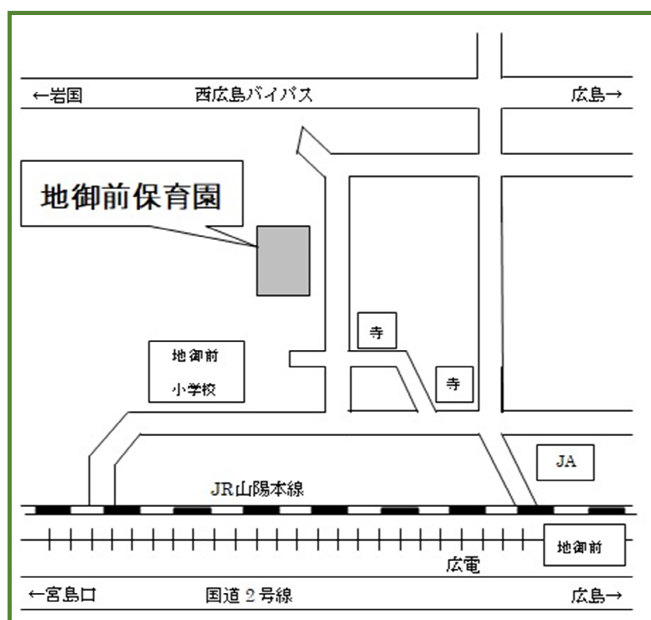 ←岩国
西広島バイパス
広島→
地御前保育園
寺
地御前
小学校
寺
JA
JR山陽本線
地御前
広電
←宮島口
国道2号線
広島→